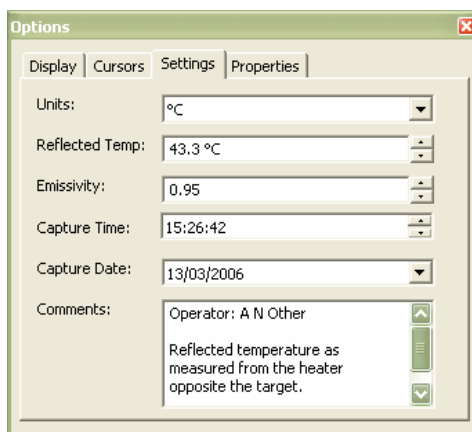 Options
Display Cursors Settings Properties
Units: °C
Reflected Temp: 43.3 °C
Emissivity: 0.95
Capture Time: 15:26:42
Capture Date: 13/03/2006
Comments: Operator: A N Other
Reflected temperature as
measured from the heater
opposite the target.